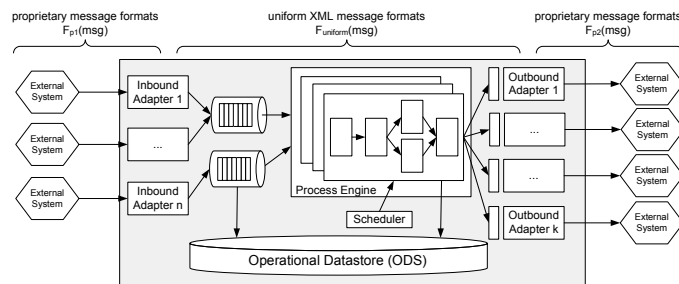 proprietary message formats
Fp1(msg)
uniform XML message formats
Funiform(msg)
proprietary message formats
Fp2(msg)
External
System
Inbound
Adapter 1
Outbound
Adapter 1
External
System
External
System
...
...
External
System
...
External
System
External
System
Inbound
Adapter n
Process Engine
Scheduler
Outbound
Adapter k
External
System
Operational Datastore (ODS)